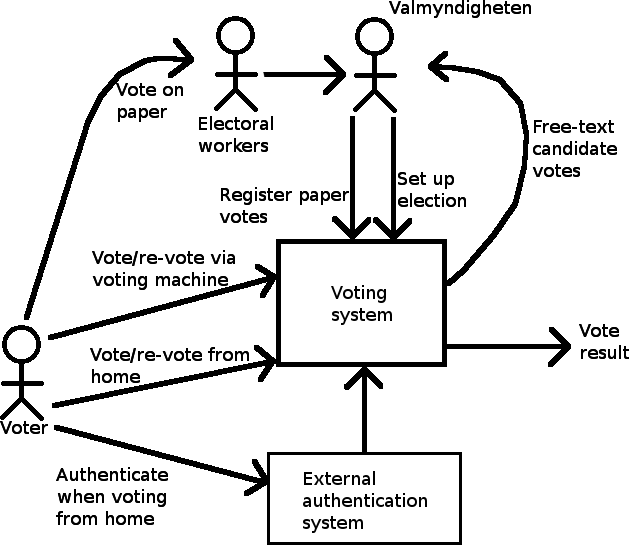 Valmyndigheten
Vote on
paper
Electoral
workers
Free-text
candidate
votes
Register paper
votes
Set up
election
Vote/re-vote via
voting machine
Voting
system
Vote/re-vote from
home
Vote
result
Voter
Authenticate
when voting
from home
External
authentication
system